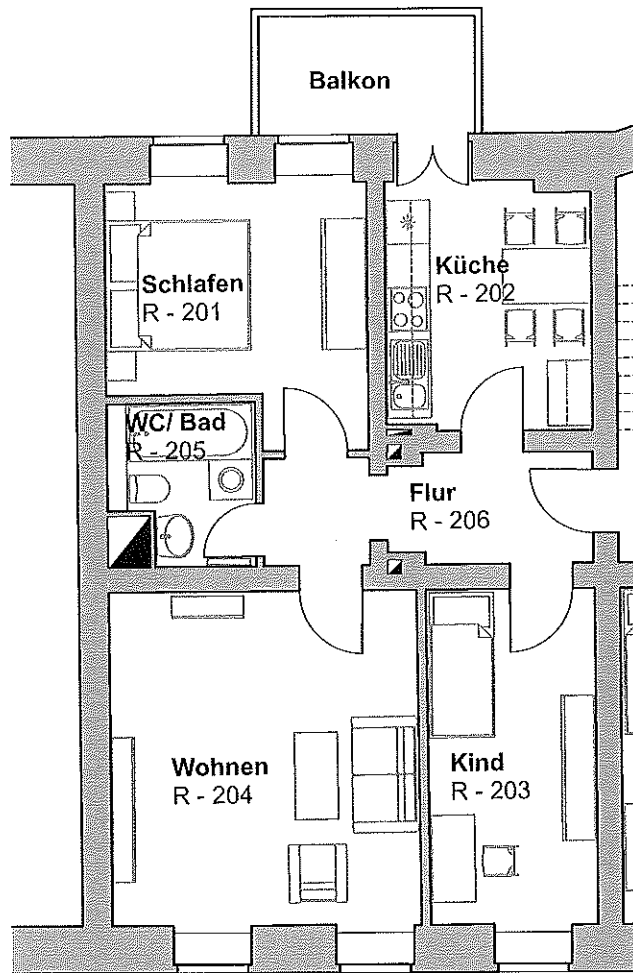 Balkon
Schlafen
R - 201
Küche
R - 202
WC/ Bad
R - 205
Flur
R - 206
Wohnen
R - 204
Kind
R - 203